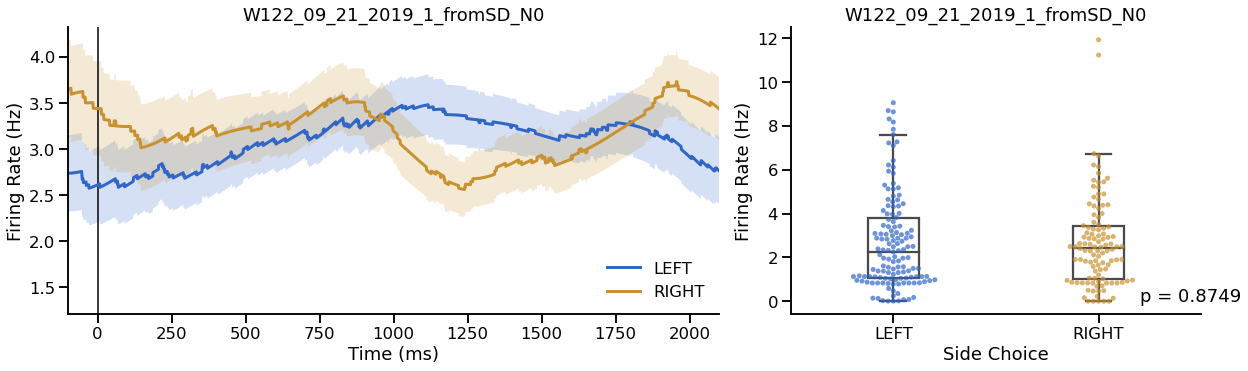 W122_09_21_2019_1_fromSD_N0
Firing Rate (Hz)
4.0
3.5
3.0
2.5
2.0
1.5
0 250 500 750 1000 1250 1500 1750 2000
Time (ms)
LEFT
RIGHT
W122_09_21_2019_1_fromSD_N0
Firing Rate (Hz)
12
10
8
6
4
2
0
p = 0.8749
LEFT RIGHT
Side Choice